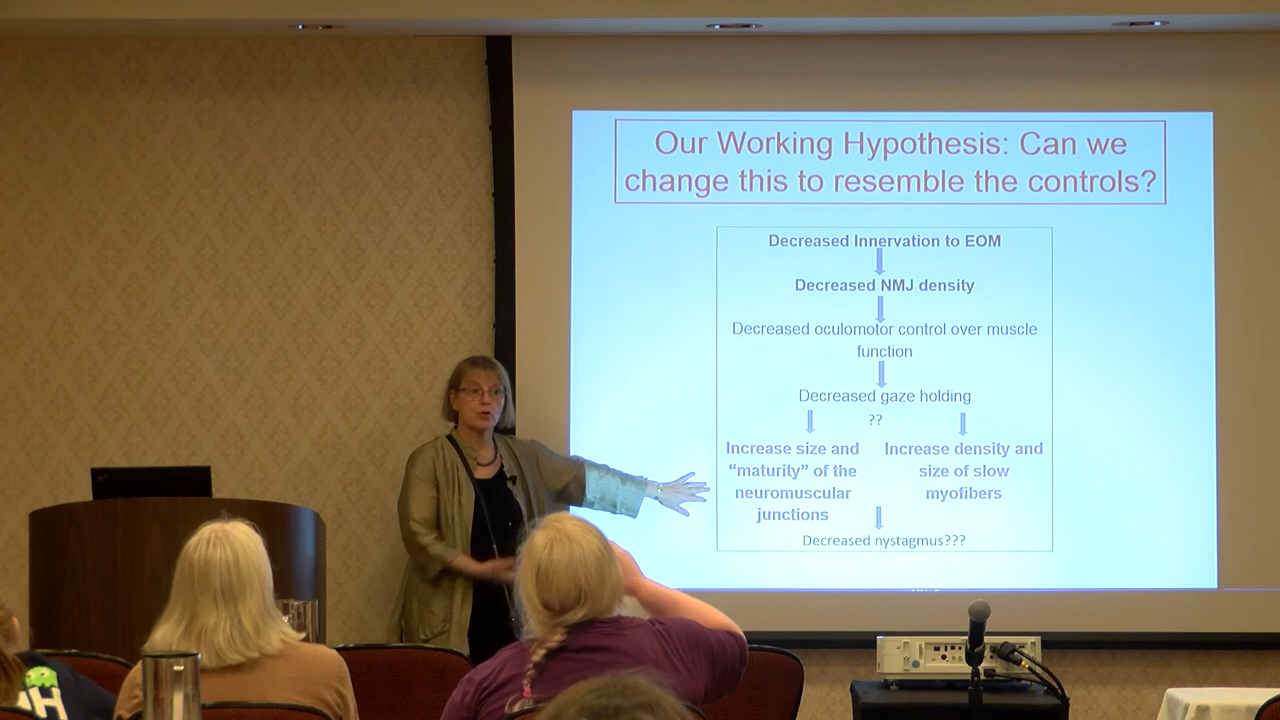 Our Working Hypothesis: Can we
change this to resemble the controls?
Decreased Innervation to EOM
Decreased NMJ density
Decreased oculomotor control over muscle
function
Decreased gaze holding
??
Increase size and
“maturity” of the
neuromuscular
junctions
Increase density and
size of slow
myofibers
Decreased nystagmus???